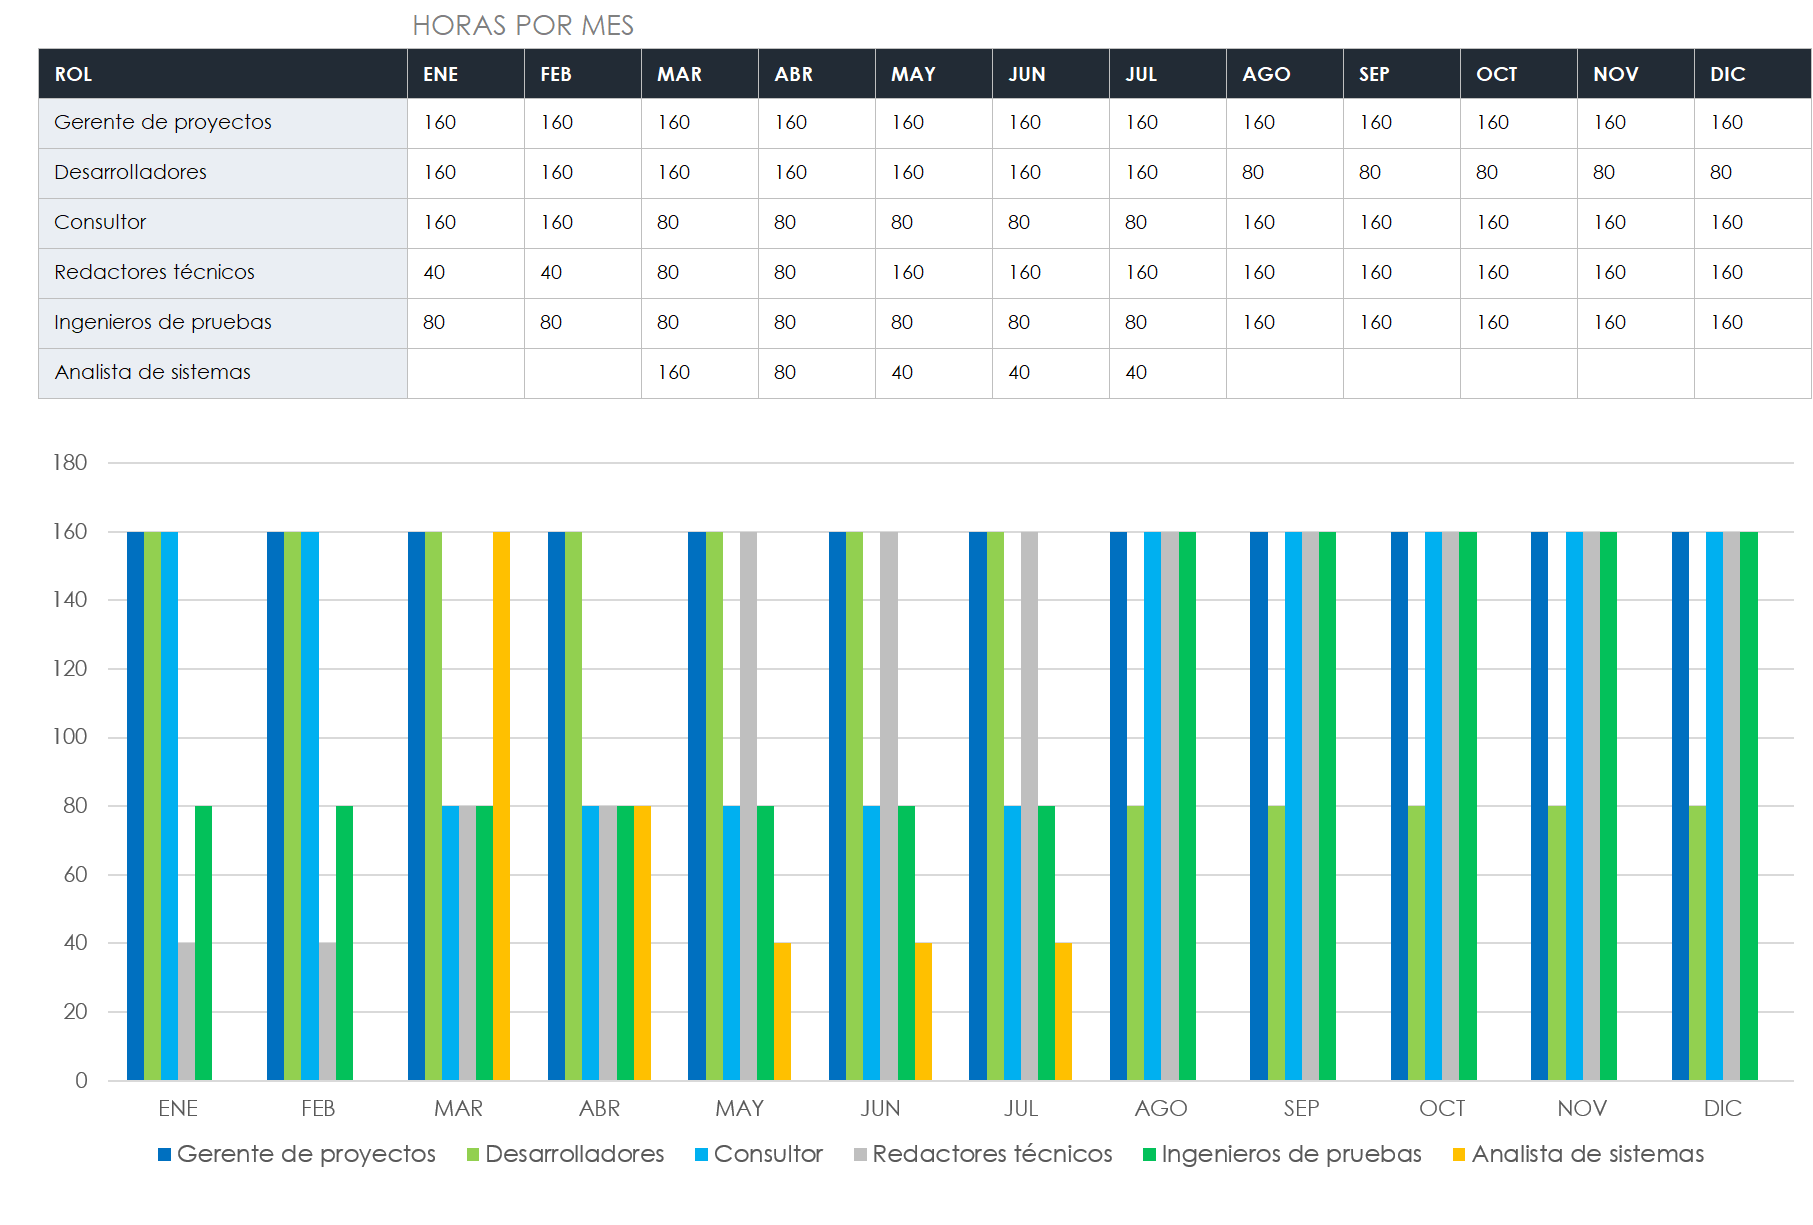 HORAS POR MES
ROL ENE FEB MAR ABR MAY JUN JUL AGO SEP OCT NOV DIC
Gerente de proyectos 160 160 160 160 160 160 160 160 160 160 160 160
Desarrolladores 160 160 160 160 160 160 160 80 80 80 80 80
Consultor 160 160 80 80 80 80 80 160 160 160 160 160
Redactores técnicos 40 40 80 80 160 160 160 160 160 160 160 160
Ingenieros de pruebas 80 80 80 80 80 80 80 160 160 160 160 160
Analista de sistemas 160 80 40 40 40
180
160
140
120
100
80
60
40
20
0
ENE FEB MAR ABR MAY JUN JUL AGO SEP OCT NOV DIC
Gerente de proyectos Desarrolladores Consultor Redactores técnicos Ingenieros de pruebas Analista de sistemas